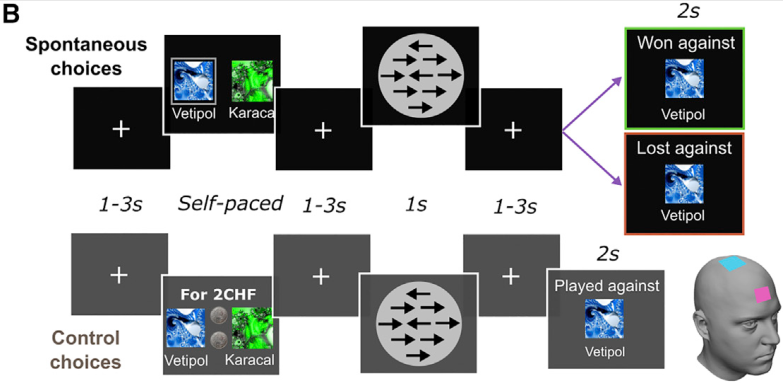 B
2s
Spontaneous
choices
Vetipol Karaca
Won against
Vetipol
Lost against
Vetipol
1-3s Self-paced 1-3s 1s 1-3s
2s
For 2CHF
Vetipol Karacal
Played against
Vetipol
Control
choices